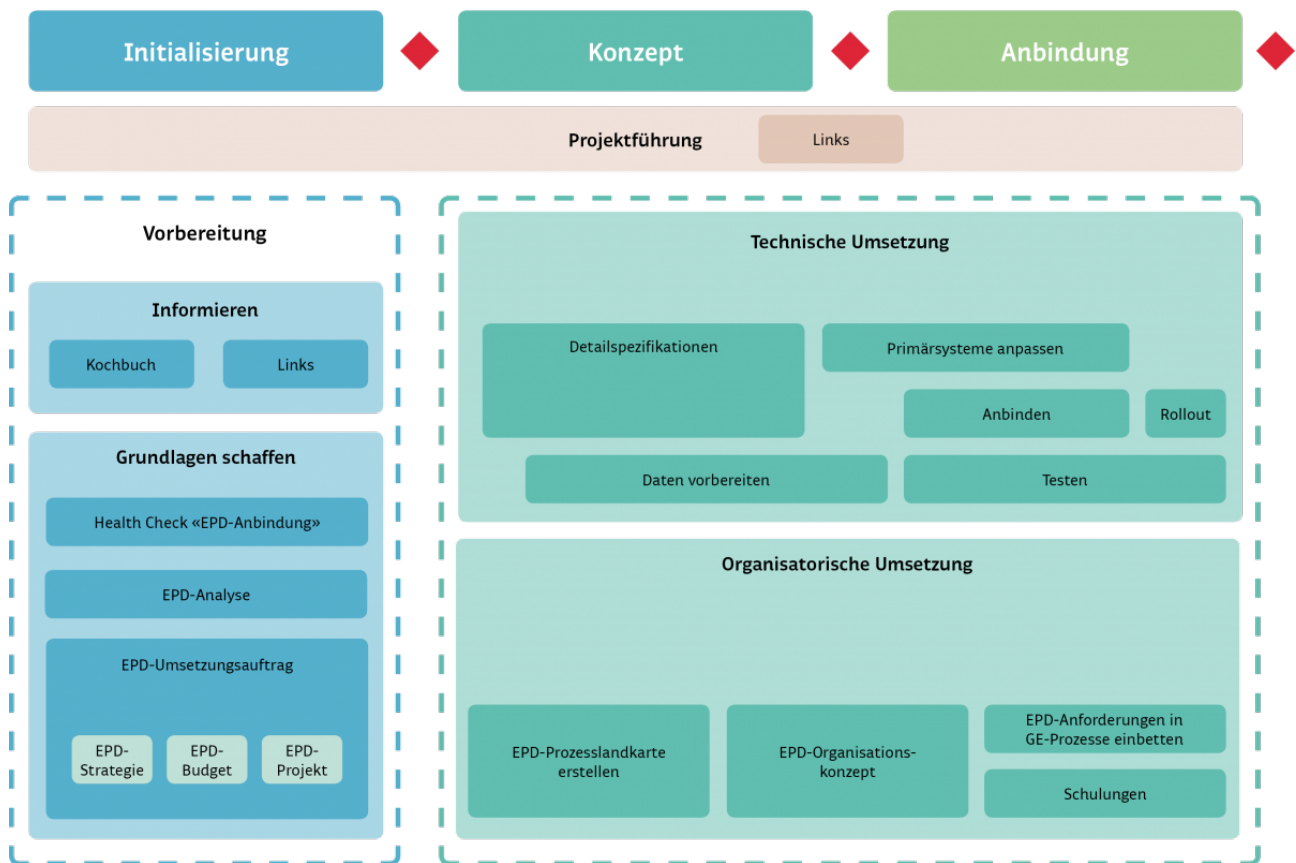 Initialisierung
Konzept
Anbindung
Projektführung
Links
Vorbereitung
Informieren
Kochbuch
Links
Grundlagen schaffen
Health Check «EPD-Anbindung»
EPD-Analyse
EPD-Umsetzungsauftrag
EPD-
Strategie
EPD-
Budget
EPD-
Projekt
Technische Umsetzung
Detailspezifikationen
Primärsysteme anpassen
Anbinden
Rollout
Daten vorbereiten
Testen
Organisatorische Umsetzung
EPD-Prozesslandkarte
erstellen
EPD-Organisations-
konzept
EPD-Anforderungen in
GE-Prozesse einbetten
Schulungen